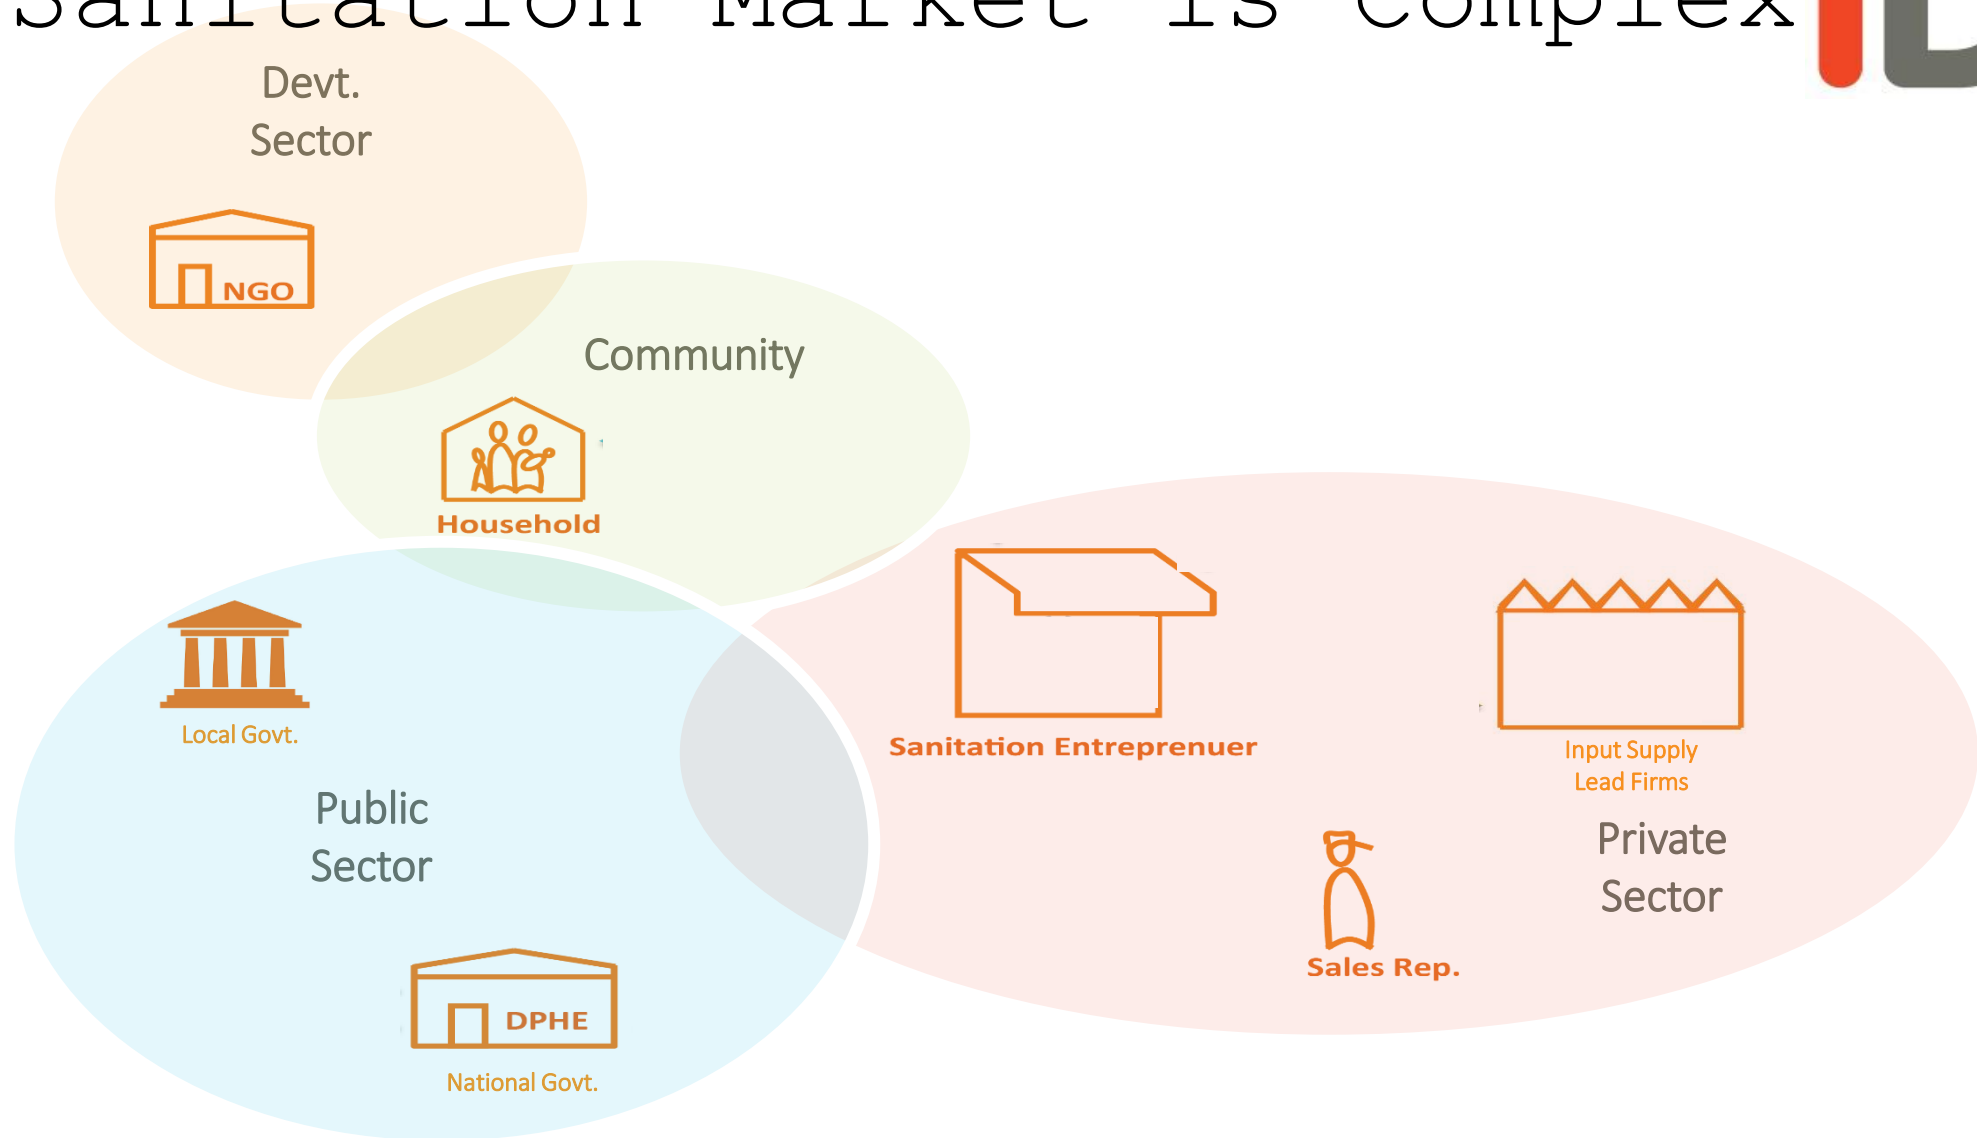 Sanitation Market is Complex
Devt.
Sector
NGO
Community
Household
Local Govt.
Public
Sector
DPHE
National Govt.
Sanitation Entreprenuer
Input Supply
Lead Firms
Private
Sector
Sales Rep.